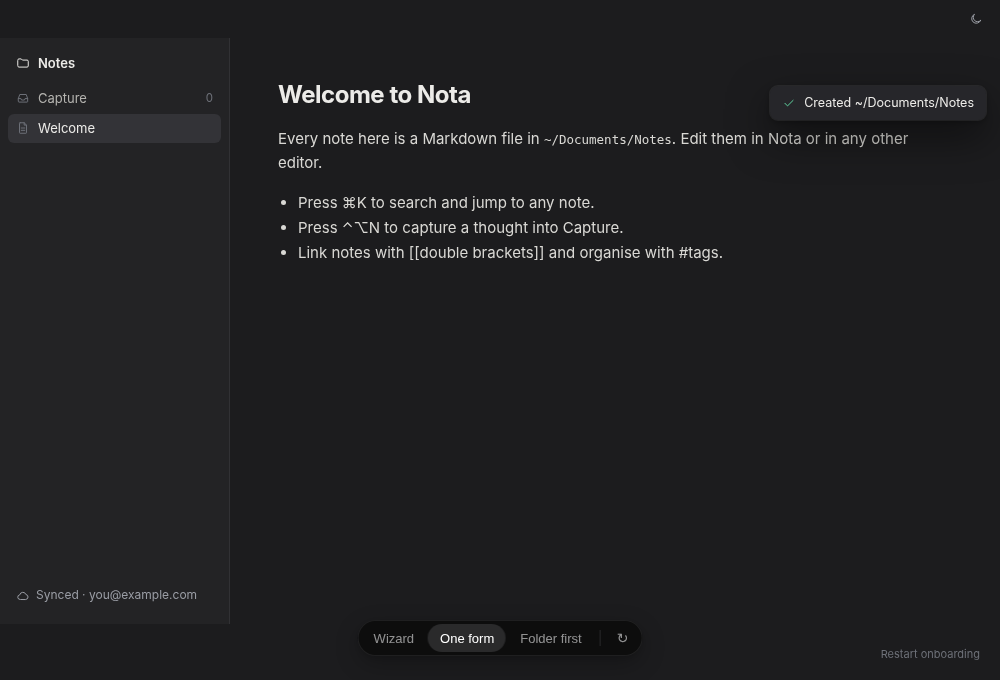 Notes
Capture 0
Welcome
Synced · you@example.com
Welcome to Nota
Created ~/Documents/Notes
Every note here is a Markdown file in ~/Documents/Notes. Edit them in Nota or in any other
editor.
• Press ⌘K to search and jump to any note.
• Press ^⌥N to capture a thought into Capture.
• Link notes with [[double brackets]] and organise with #tags.
Wizard One form Folder first ↻
Restart onboarding